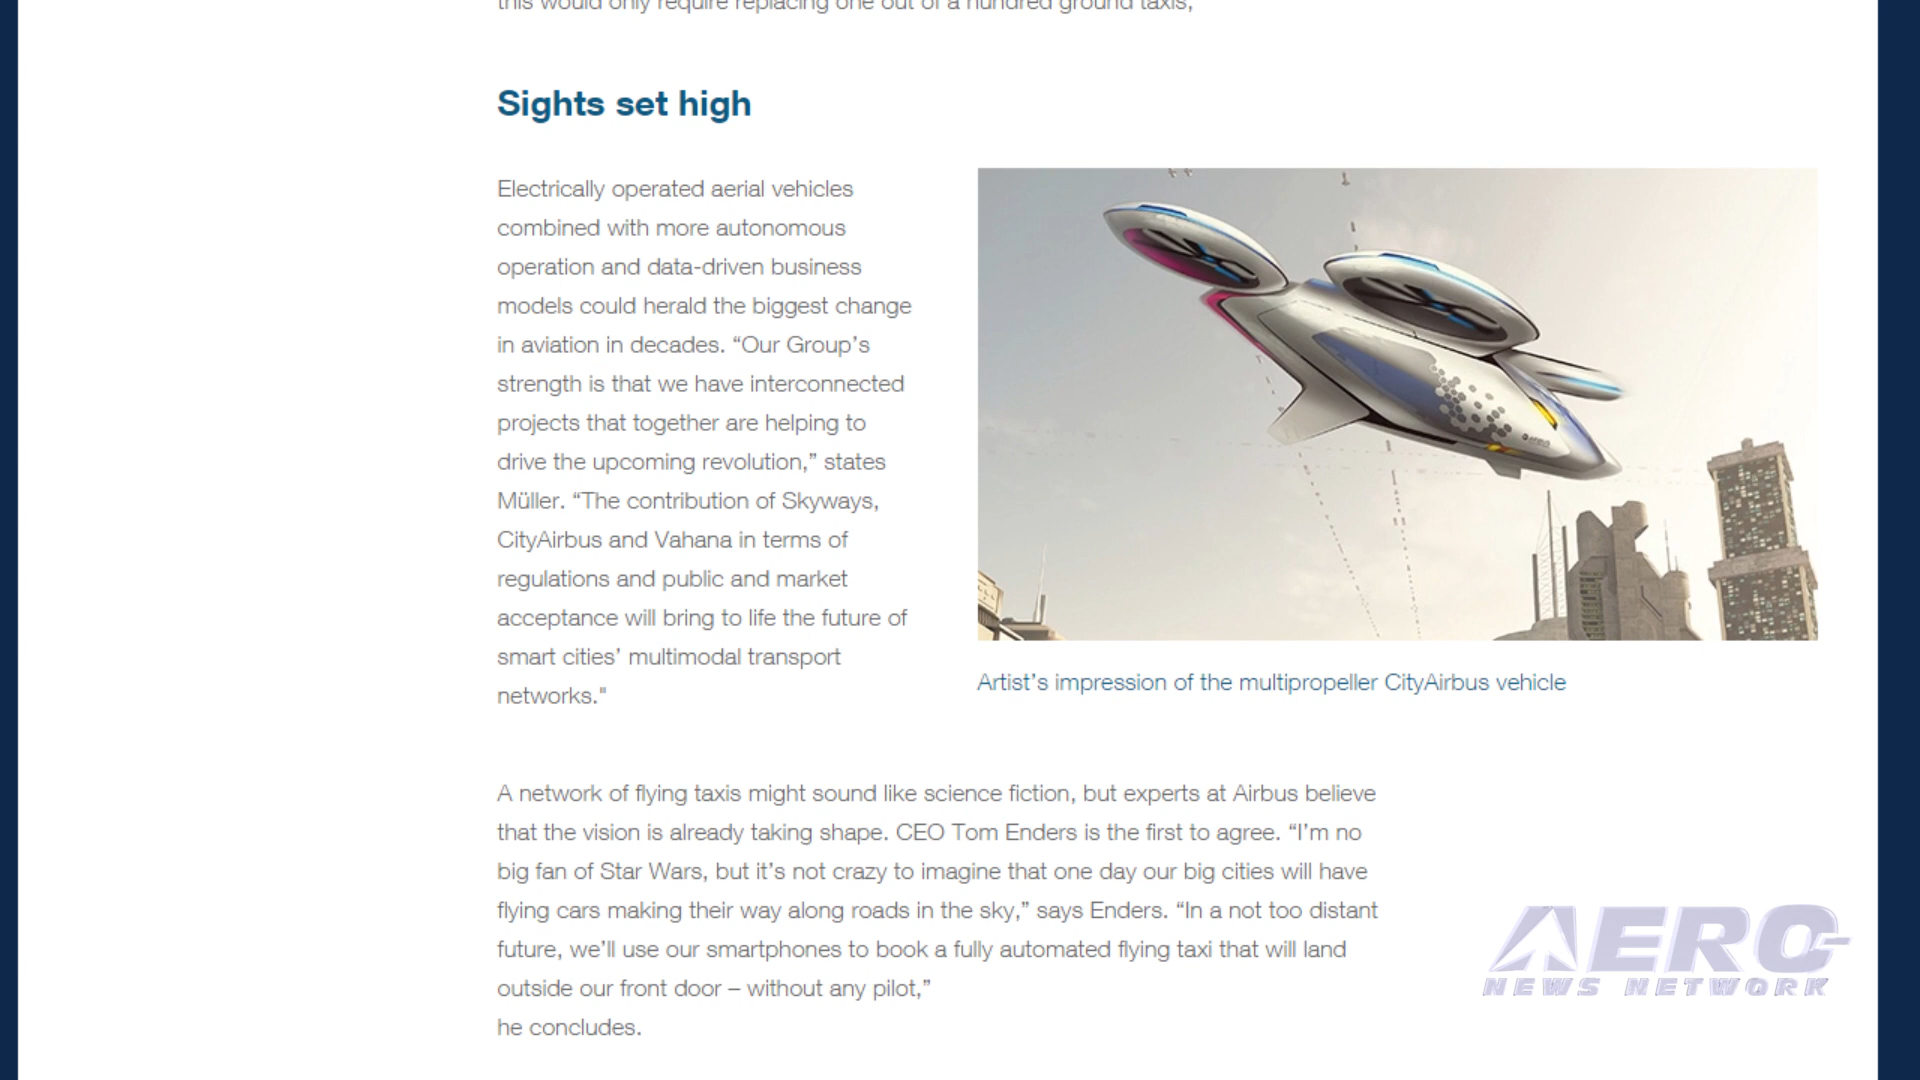 this would only require replacing one out of a hundred ground taxis,
Sights set high
Electrically operated aerial vehicles
combined with more autonomous
operation and data-driven business
models could herald the biggest change
in aviation in decades. “Our Group’s
strength is that we have interconnected
projects that together are helping to
drive the upcoming revolution,” states
Müller. “The contribution of Skyways,
CityAirbus and Vahana in terms of
regulations and public and market
acceptance will bring to life the future of
smart cities’ multimodal transport
networks."
Artist’s impression of the multipropeller CityAirbus vehicle
A network of flying taxis might sound like science fiction, but experts at Airbus believe
that the vision is already taking shape. CEO Tom Enders is the first to agree. “I’m no
big fan of Star Wars, but it’s not crazy to imagine that one day our big cities will have
flying cars making their way along roads in the sky,” says Enders. “In a not too distant
future, we’ll use our smartphones to book a fully automated flying taxi that will land
outside our front door – without any pilot,”
he concludes.
AERO
NEWS NETWORK